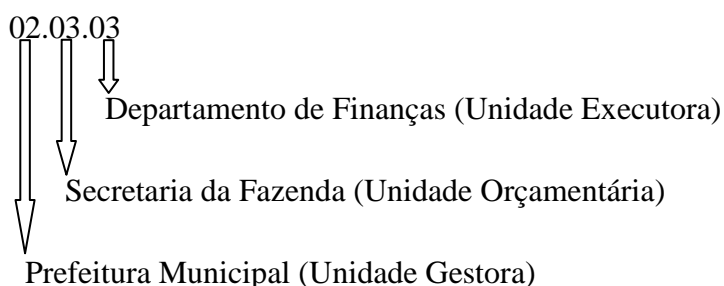 02.03.03
Departamento de Finanças (Unidade Executora)
Secretaria da Fazenda (Unidade Orçamentária)
Prefeitura Municipal (Unidade Gestora)